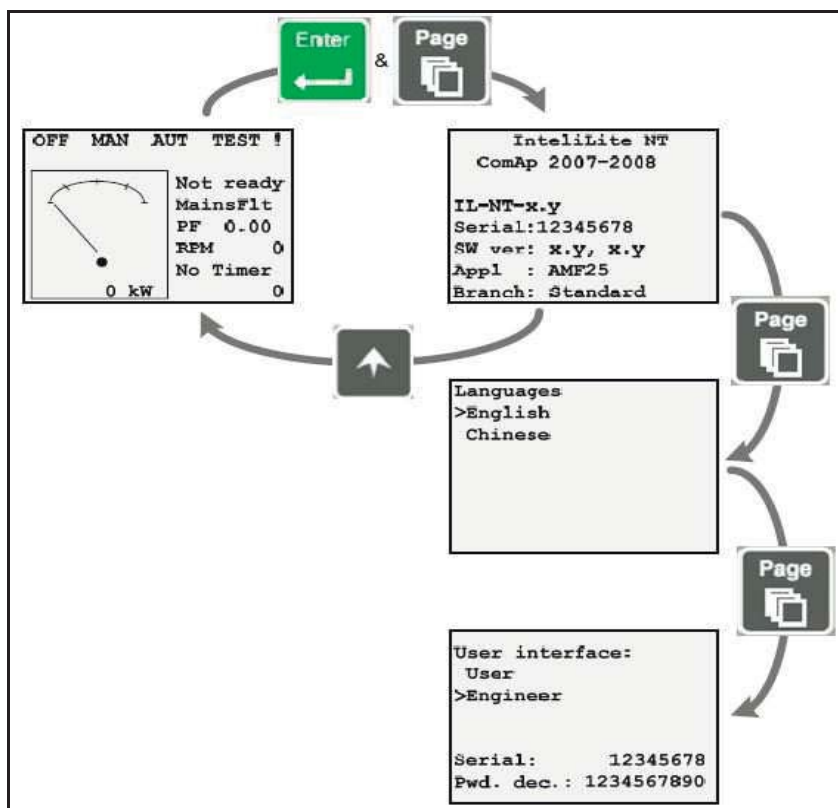 Enter
&
Page
OFF MAN AUT TEST !
Not ready
MainsFlt
PF 0.00
RPM 0
No Timer
0 kW 0
InteliLite NT
ComAp 2007-2008
IL-NT-x.y
Serial:12345678
SW ver: x.y, x.y
Appl : AMF25
Branch: Standard
Page
Languages
>English
Chinese
Page
User interface:
User
>Engineer
Serial: 12345678
Pwd. dec.: 1234567890